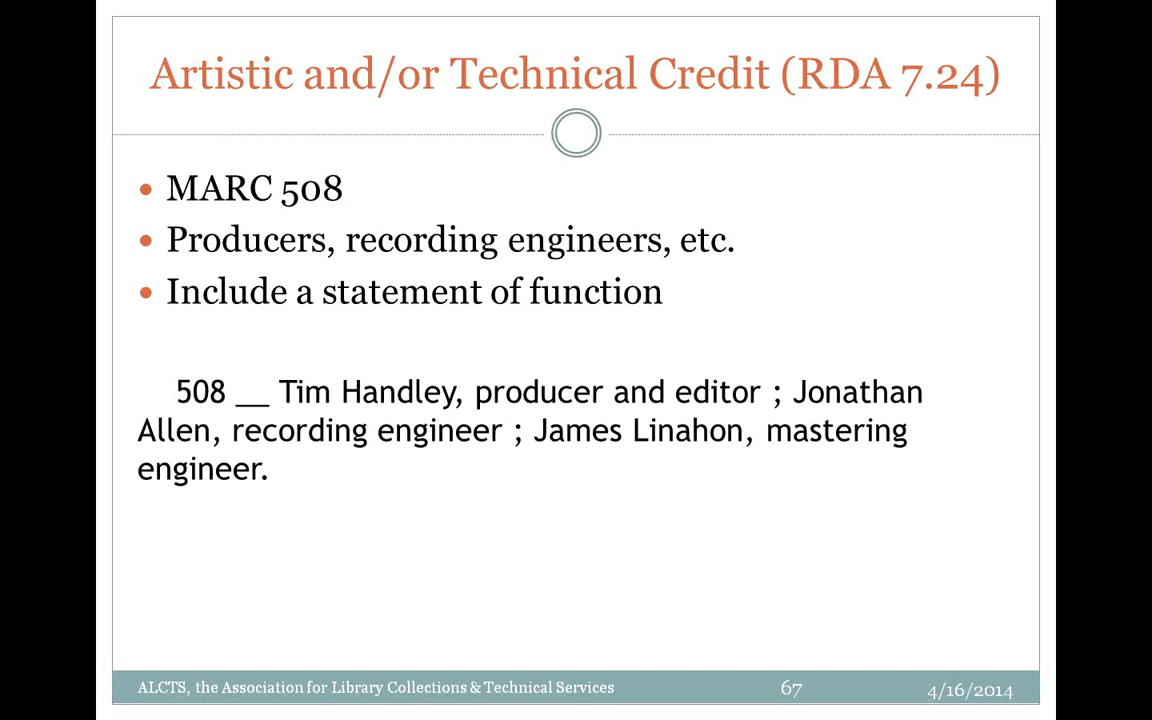 Artistic and/or Technical Credit (RDA 7.24)
• MARC 508
• Producers, recording engineers, etc.
• Include a statement of function
508 __ Tim Handley, producer and editor ; Jonathan
Allen, recording engineer ; James Linahon, mastering
engineer.
ALCTS, the Association for Library Collections & Technical Services 67 4/16/2014